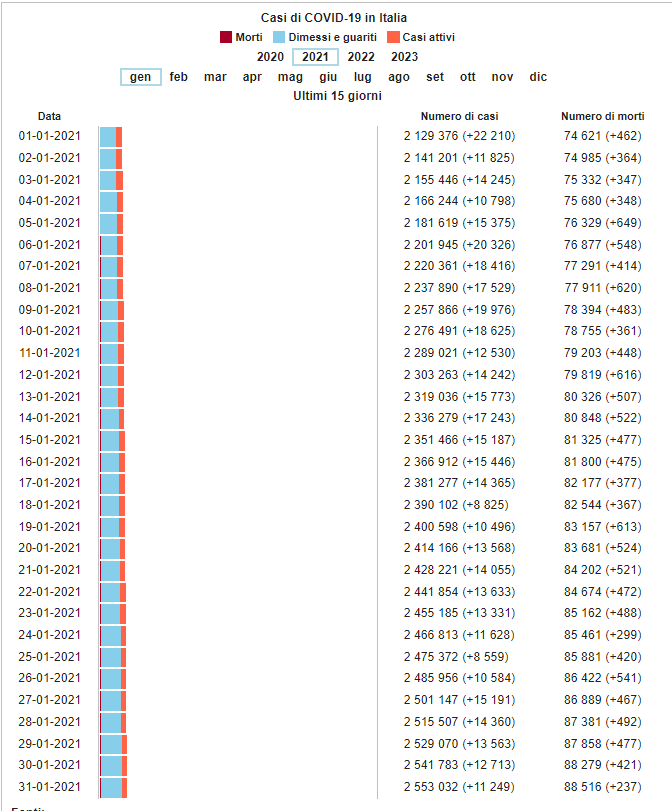 Casi di COVID-19 in Italia
Morti Dimessi e guariti Casi attivi
2020 2021 2022 2023
gen feb mar apr mag giu lug ago set ott nov dic
Ultimi 15 giorni
Data Numero di casi Numero di morti
01-01-2021 2 129 376 (+22 210) 74 621 (+462)
02-01-2021 2 141 201 (+11 825) 74 985 (+364)
03-01-2021 2 155 446 (+14 245) 75 332 (+347)
04-01-2021 2 166 244 (+10 798) 75 680 (+348)
05-01-2021 2 181 619 (+15 375) 76 329 (+649)
06-01-2021 2 201 945 (+20 326) 76 877 (+548)
07-01-2021 2 220 361 (+18 416) 77 291 (+414)
08-01-2021 2 237 890 (+17 529) 77 911 (+620)
09-01-2021 2 257 866 (+19 976) 78 394 (+483)
10-01-2021 2 276 491 (+18 625) 78 755 (+361)
11-01-2021 2 289 021 (+12 530) 79 203 (+448)
12-01-2021 2 303 263 (+14 242) 79 819 (+616)
13-01-2021 2 319 036 (+15 773) 80 326 (+507)
14-01-2021 2 336 279 (+17 243) 80 848 (+522)
15-01-2021 2 351 466 (+15 187) 81 325 (+477)
16-01-2021 2 366 912 (+15 446) 81 800 (+475)
17-01-2021 2 381 277 (+14 365) 82 177 (+377)
18-01-2021 2 390 102 (+8 825) 82 544 (+367)
19-01-2021 2 400 598 (+10 496) 83 157 (+613)
20-01-2021 2 414 166 (+13 568) 83 681 (+524)
21-01-2021 2 428 221 (+14 055) 84 202 (+521)
22-01-2021 2 441 854 (+13 633) 84 674 (+472)
23-01-2021 2 455 185 (+13 331) 85 162 (+488)
24-01-2021 2 466 813 (+11 628) 85 461 (+299)
25-01-2021 2 475 372 (+8 559) 85 881 (+420)
26-01-2021 2 485 956 (+10 584) 86 422 (+541)
27-01-2021 2 501 147 (+15 191) 86 889 (+467)
28-01-2021 2 515 507 (+14 360) 87 381 (+492)
29-01-2021 2 529 070 (+13 563) 87 858 (+477)
30-01-2021 2 541 783 (+12 713) 88 279 (+421)
31-01-2021 2 553 032 (+11 249) 88 516 (+237)